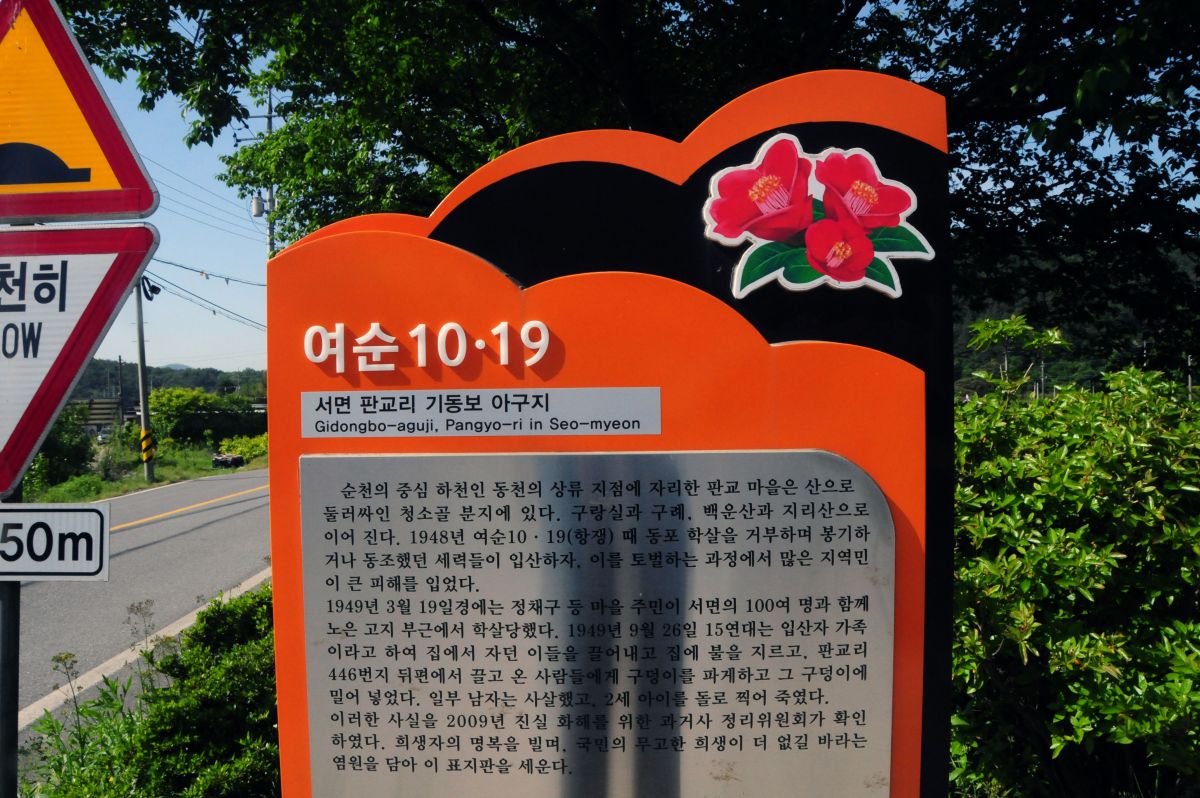 천히
OW
50m
여순10·19
서면 판교리 기동보 아구지
Gidongbo-aguji, Pangyo-ri in Seo-myeon
순천의 중심 하천인 동천의 상류 지점에 자리한 판교 마을은 산으로
둘러싸인 청소골 분지에 있다. 구랑실과 구례, 백운산과 지리산으로
이어 진다. 1948년 여순10·19(항쟁) 때 동포 학살을 거부하며 봉기하
거나 동조했던 세력들이 입산하자, 이를 토벌하는 과정에서 많은 지역민
이 큰 피해를 입었다.
1949년 3월 19일경에는 정채구 등 마을 주민이 서면의 100여 명과 함께
노은 고지 부근에서 학살당했다. 1949년 9월 26일 15연대는 입산자 가족
이라고 하여 집에서 자던 이들을 끌어내고 집에 불을 지르고, 판교리
446번지 뒤편에서 끌고 온 사람들에게 구덩이를 파게하고 그 구덩이에
밀어 넣었다. 일부 남자는 사살했고, 2세 아이를 돌로 찍어 죽였다.
이러한 사실을 2009년 진실 화해를 위한 과거사 정리위원회가 확인
하였다. 희생자의 명복을 빌며, 국민의 무고한 희생이 더 없길 바라는
염원을 담아 이 표지판을 세운다.